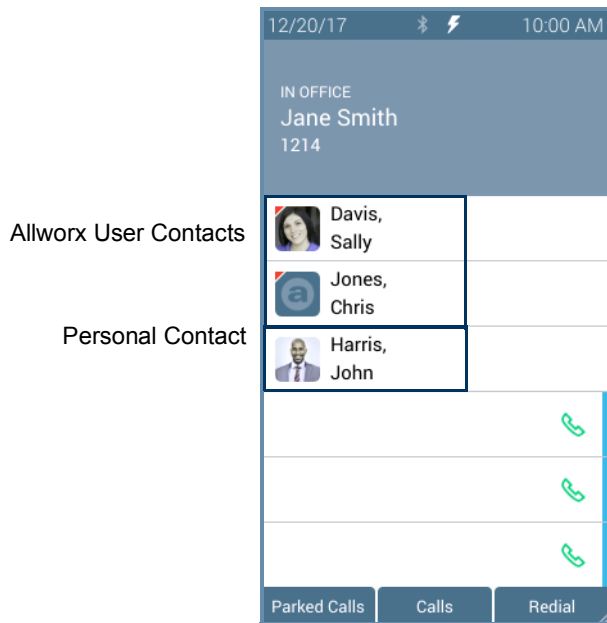 12/20/17 10:00 AM
IN OFFICE
Jane Smith
1214
Allworx User Contacts
Davis,
Sally
Jones,
Chris
Personal Contact
Harris,
John
Parked Calls Calls Redial